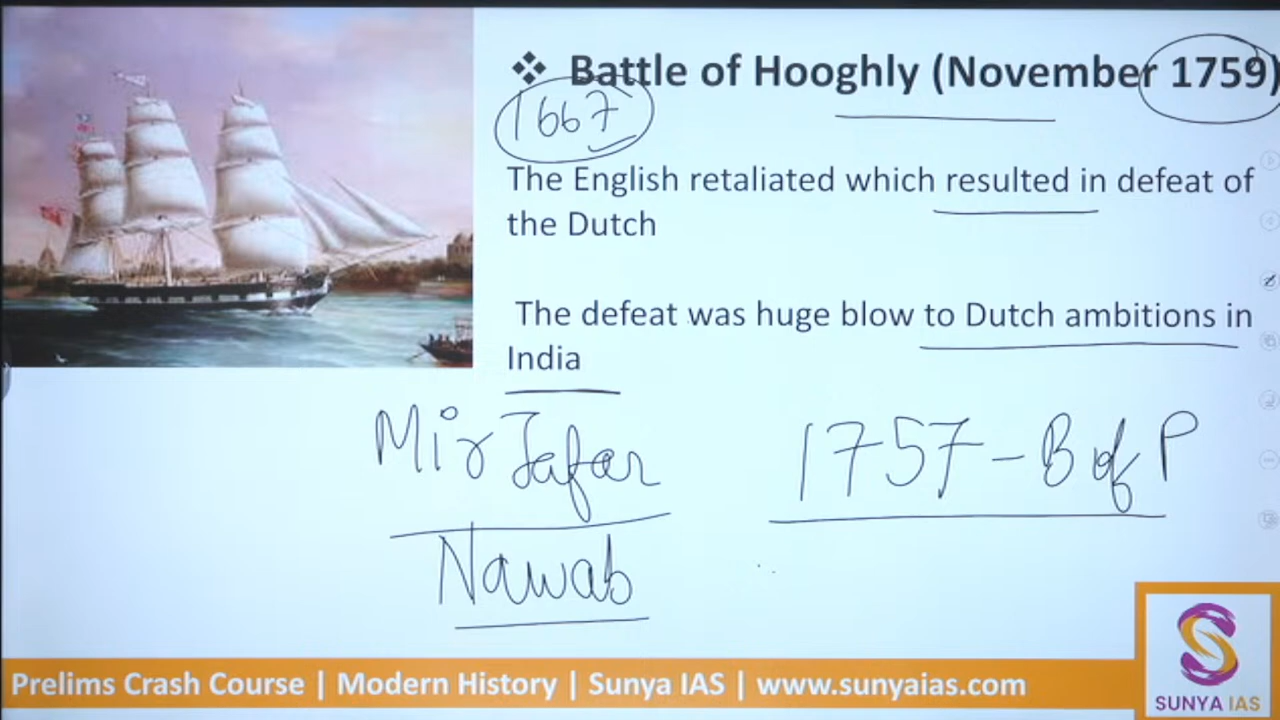 ❖ Battle of Hooghly (November 1759)
1667
The English retaliated which resulted in defeat of
the Dutch
The defeat was huge blow to Dutch ambitions in
India
Mir Jafar
1757 - B of P
Nawab
Prelims Crash Course | Modern History | Sunya IAS | www.sunyaias.com
SUNYA IAS